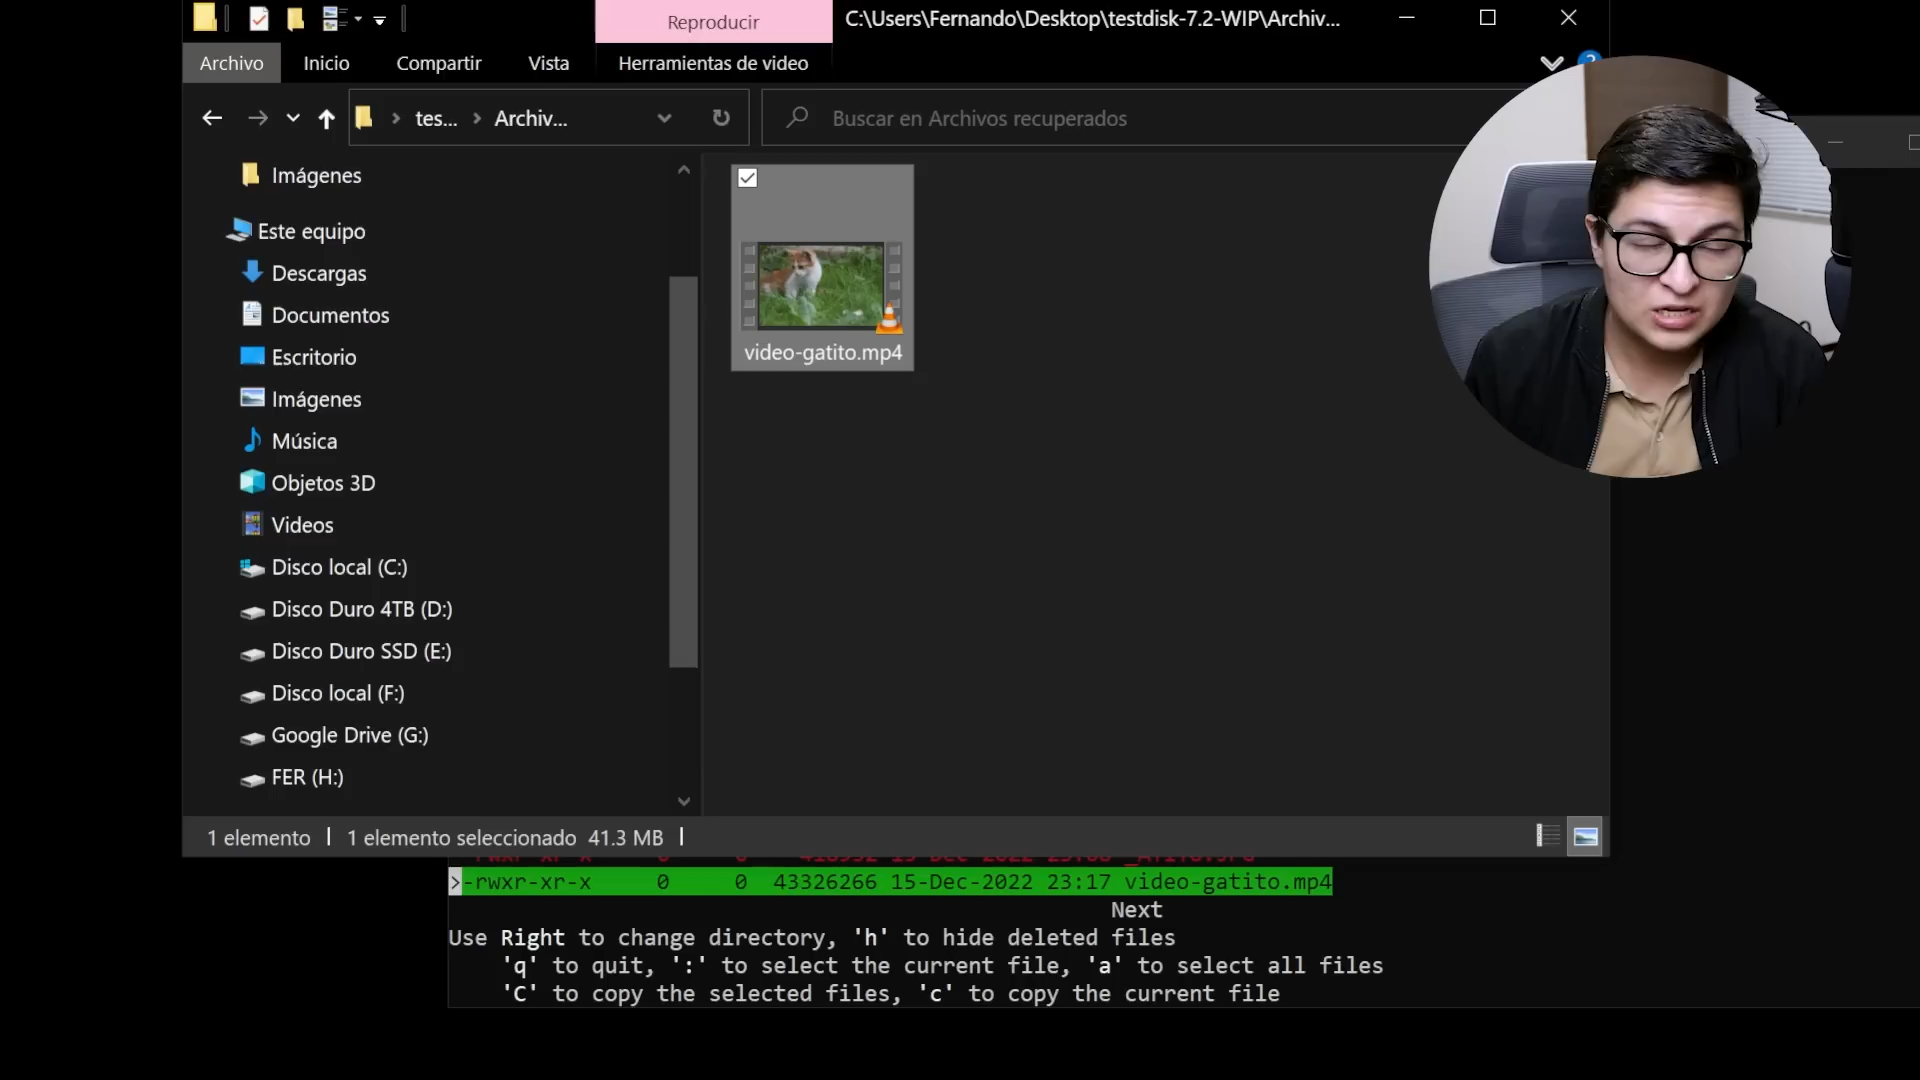 Reproducir
C:\Users\Fernando\Desktop\testdisk-7.2-WIP\Archiv...
Archivo
Inicio
Compartir
Vista
Herramientas de video
tes...
Archiv...
Buscar en Archivos recuperados
Imágenes
Este equipo
Descargas
Documentos
Escritorio
Imágenes
Música
Objetos 3D
Videos
Disco local (C:)
Disco Duro 4TB (D:)
Disco Duro SSD (E:)
Disco local (F:)
Google Drive (G:)
FER (H:)
video-gatito.mp4
1 elemento | 1 elemento seleccionado 41.3 MB |
>-rwxr-xr-x 0 0 43326266 15-Dec-2022 23:17 video-gatito.mp4
Next
Use Right to change directory, 'h' to hide deleted files
'q' to quit, ':' to select the current file, 'a' to select all files
'C' to copy the selected files, 'c' to copy the current file